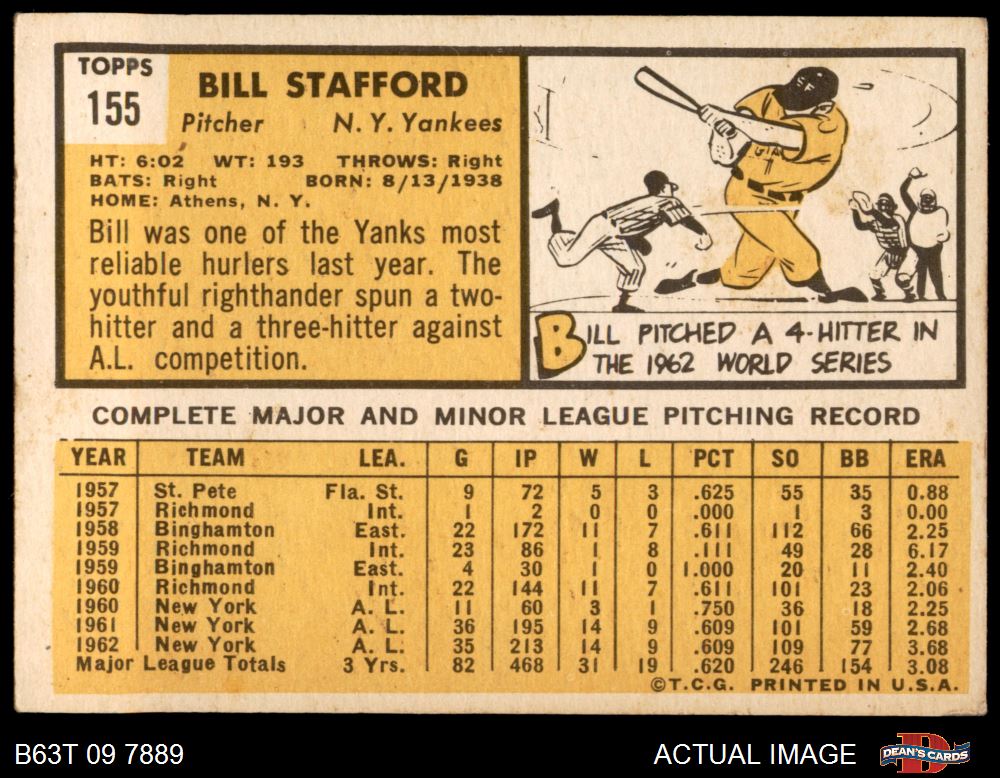 TOPPS
155
BILL STAFFORD
Pitcher N. Y. Yankees
HT: 6:02 WT: 193 THROWS: Right
BATS: Right BORN: 8/13/1938
HOME: Athens, N. Y.
Bill was one of the Yanks most
reliable hurlers last year. The
youthful righthander spun a two-
hitter and a three-hitter against
A.L. competition.
SF
GIA
BILL PITCHED A 4-HITTER IN
THE 1962 WORLD SERIES
COMPLETE MAJOR AND MINOR LEAGUE PITCHING RECORD
YEAR TEAM LEA. G IP W L PCT SO BB ERA
1957 St. Pete Fla. St. 9 72 5 3 .625 55 35 0.88
1957 Richmond Int. 1 2 0 0 .000 1 3 0.00
1958 Binghamton East. 22 172 11 7 .611 112 66 2.25
1959 Richmond Int. 23 86 1 8 .111 49 28 6.17
1959 Binghamton East. 4 30 1 0 1.000 20 11 2.40
1960 Richmond Int. 22 144 11 7 .611 101 23 2.06
1960 New York A. L. 11 60 3 1 .750 36 18 2.25
1961 New York A. L. 36 195 14 9 .609 101 59 2.68
1962 New York A. L. 35 213 14 9 .609 109 77 3.68
Major League Totals 3 Yrs. 82 468 31 19 .620 246 154 3.08
©T.C.G. PRINTED IN U.S.A.
B63T 09 7889
ACTUAL IMAGE
DEAN'S CARDS